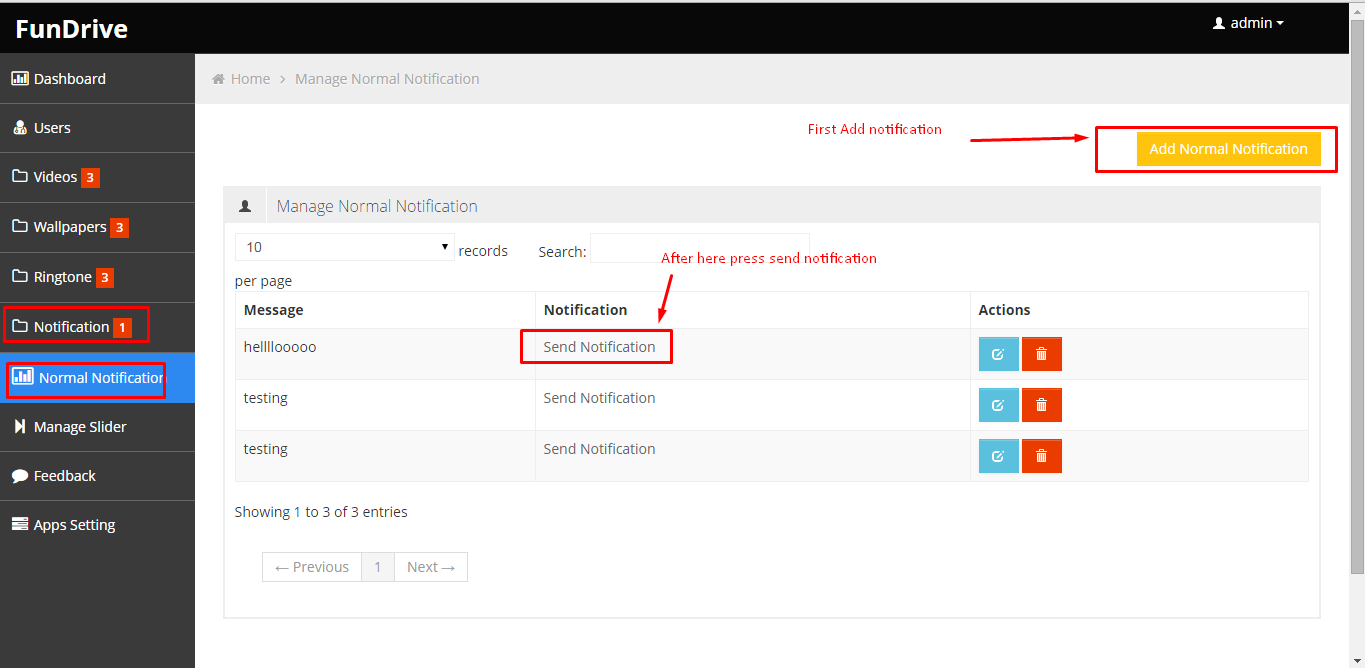 FunDrive
admin
Dashboard
Users
Videos 3
Wallpapers 3
Ringtone 3
Notification 1
Normal Notification
Manage Slider
Feedback
Apps Setting
Home > Manage Normal Notification
First Add notification
Add Normal Notification
Manage Normal Notification
10 records Search:
After here press send notification
per page
Message Notification Actions
hellllooooo Send Notification
testing Send Notification
testing Send Notification
Showing 1 to 3 of 3 entries
← Previous 1 Next →